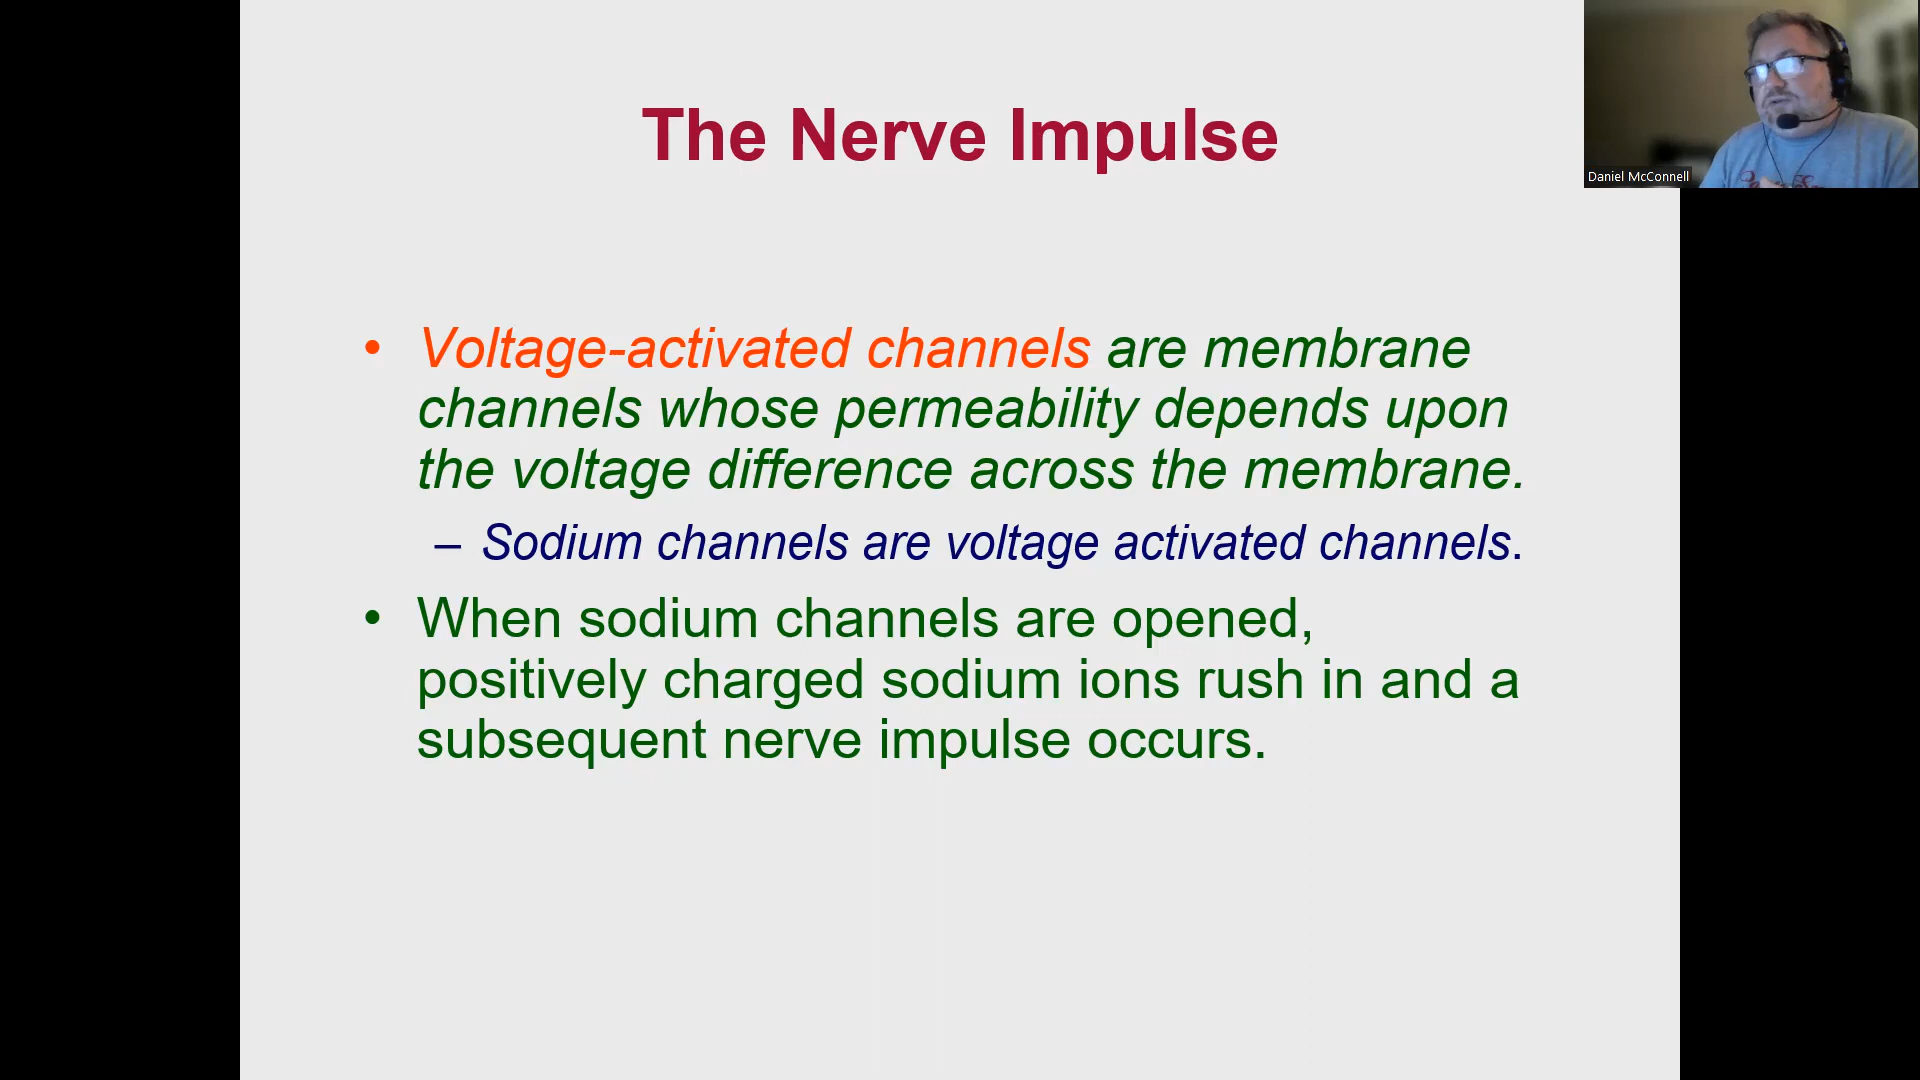 The Nerve Impulse
Daniel McConnell
• Voltage-activated channels are membrane
channels whose permeability depends upon
the voltage difference across the membrane.
– Sodium channels are voltage activated channels.
• When sodium channels are opened,
positively charged sodium ions rush in and a
subsequent nerve impulse occurs.